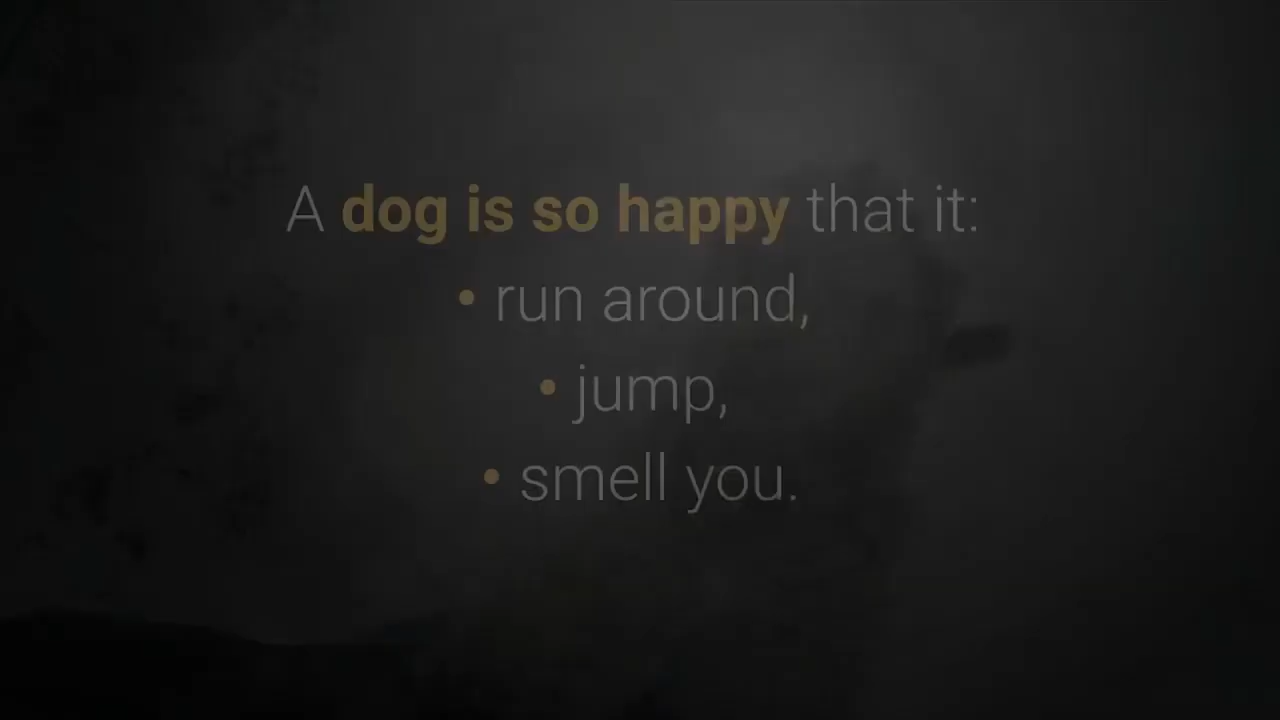 A dog is so happy that it:
• run around,
• jump,
• smell you.